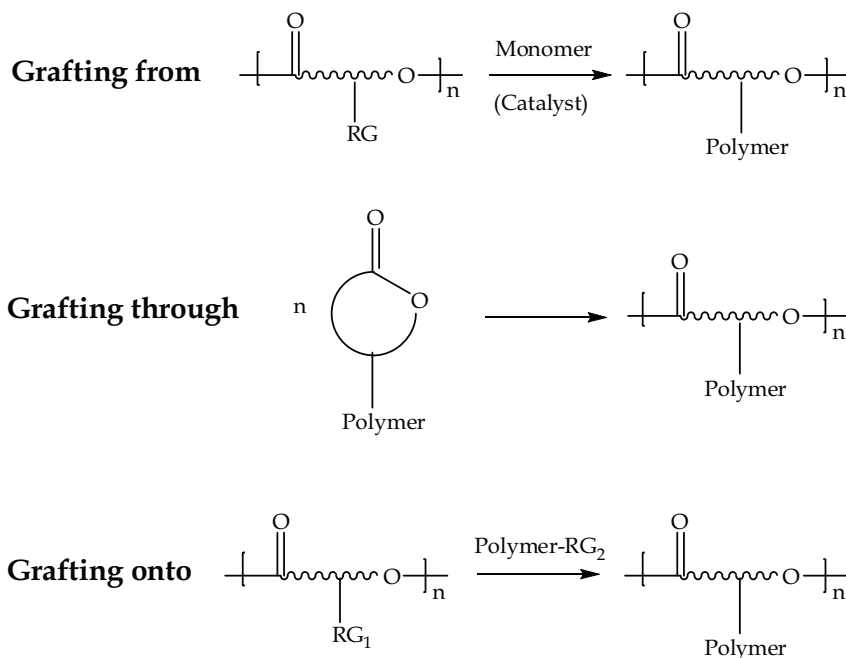 O O
Grafting from [ O ]n Monomer (Catalyst) [ O ]n
RG Polymer
O
O
Grafting through n O [ O ]n
Polymer
Polymer
O O
Grafting onto [ O ]n Polymer-RG2 [ O ]n
RG1 Polymer